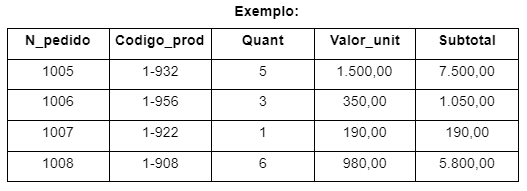 Exemplo:
N_pedido Codigo_prod Quant Valor_unit Subtotal
1005 1-932 5 1.500,00 7.500,00
1006 1-956 3 350,00 1.050,00
1007 1-922 1 190,00 190,00
1008 1-908 6 980,00 5.800,00